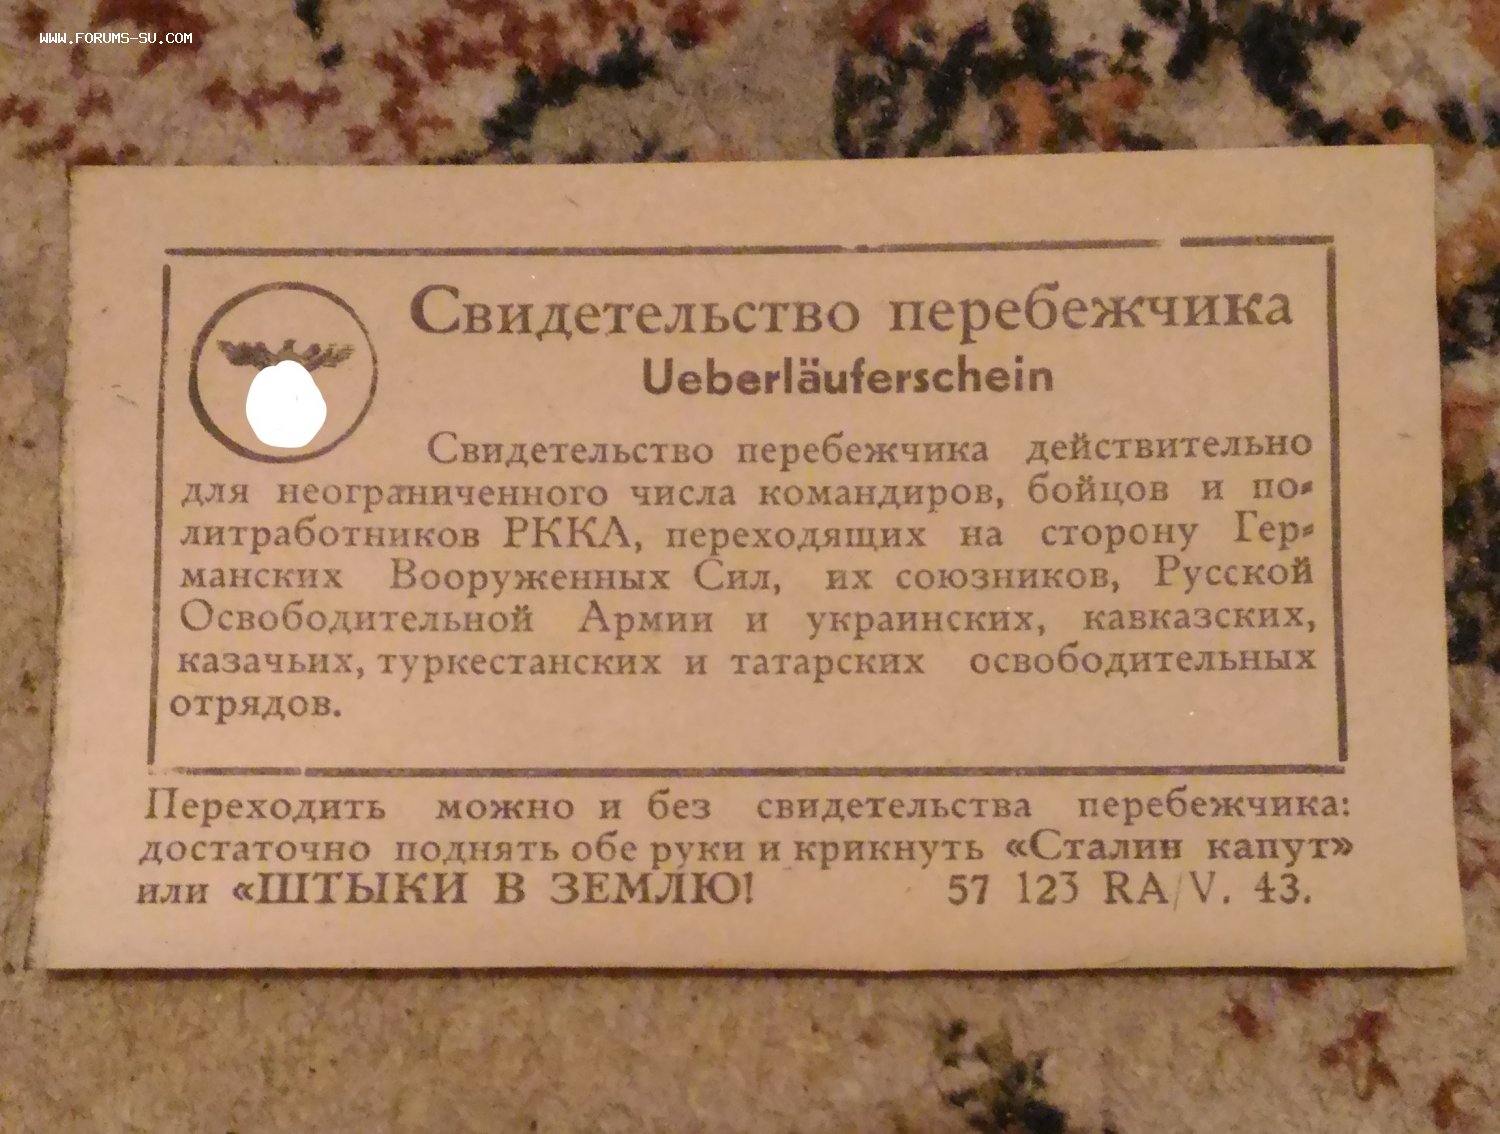 WWW.FORUMS-SU.COM
Свидетельство перебежчика
Ueberläuferschein
Свидетельство перебежчика действительно
для неограниченного числа командиров, бойцов и по-
литработников РККА, переходящих на сторону Гер-
манских Вооруженных Сил, их союзников, Русской
Освободительной Армии и украинских, кавказских,
казачьих, туркестанских и татарских освободительных
отрядов.
Переходить можно и без свидетельства перебежчика:
достаточно поднять обе руки и крикнуть «Сталин капут»
или «ШТЫКИ В ЗЕМЛЮ! 57 123 RA/V. 43.